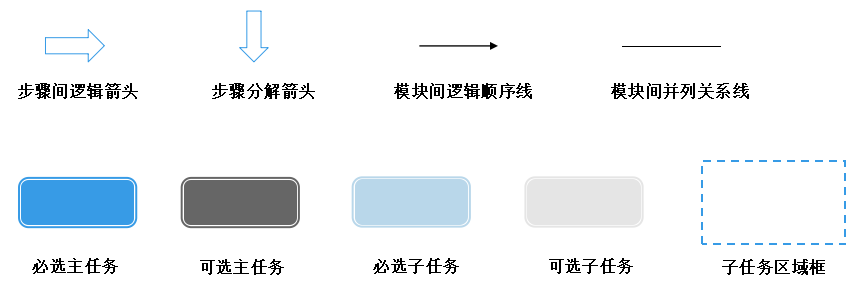 步骤间逻辑箭头
步骤分解箭头
模块间逻辑顺序线
模块间并列关系线
必选主任务
可选主任务
必选子任务
可选子任务
子任务区域框